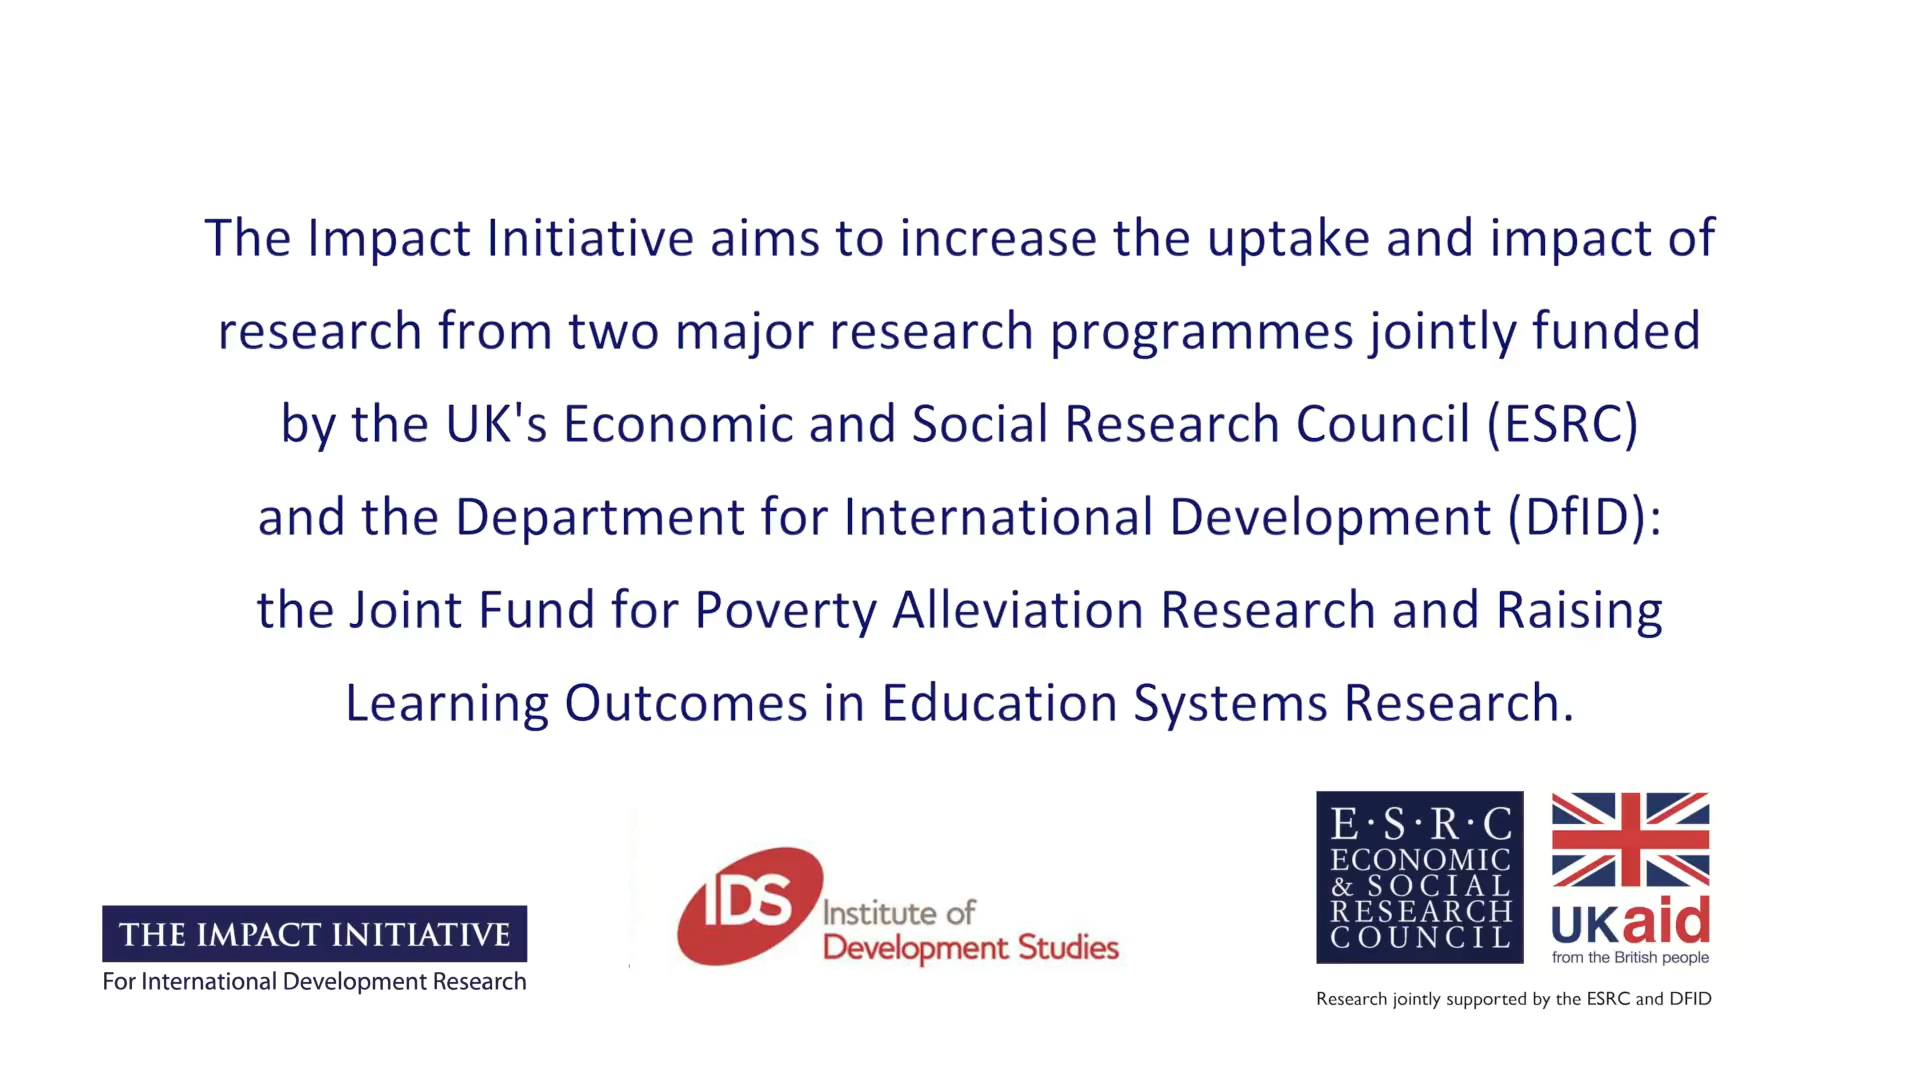 The Impact Initiative aims to increase the uptake and impact of
research from two major research programmes jointly funded
by the UK's Economic and Social Research Council (ESRC)
and the Department for International Development (DfID):
the Joint Fund for Poverty Alleviation Research and Raising
Learning Outcomes in Education Systems Research.
THE IMPACT INITIATIVE
For International Development Research
IDS
Institute of
Development Studies
E·S·R·C
ECONOMIC
& SOCIAL
RESEARCH
COUNCIL
UKaid
from the British people
Research jointly supported by the ESRC and DFID